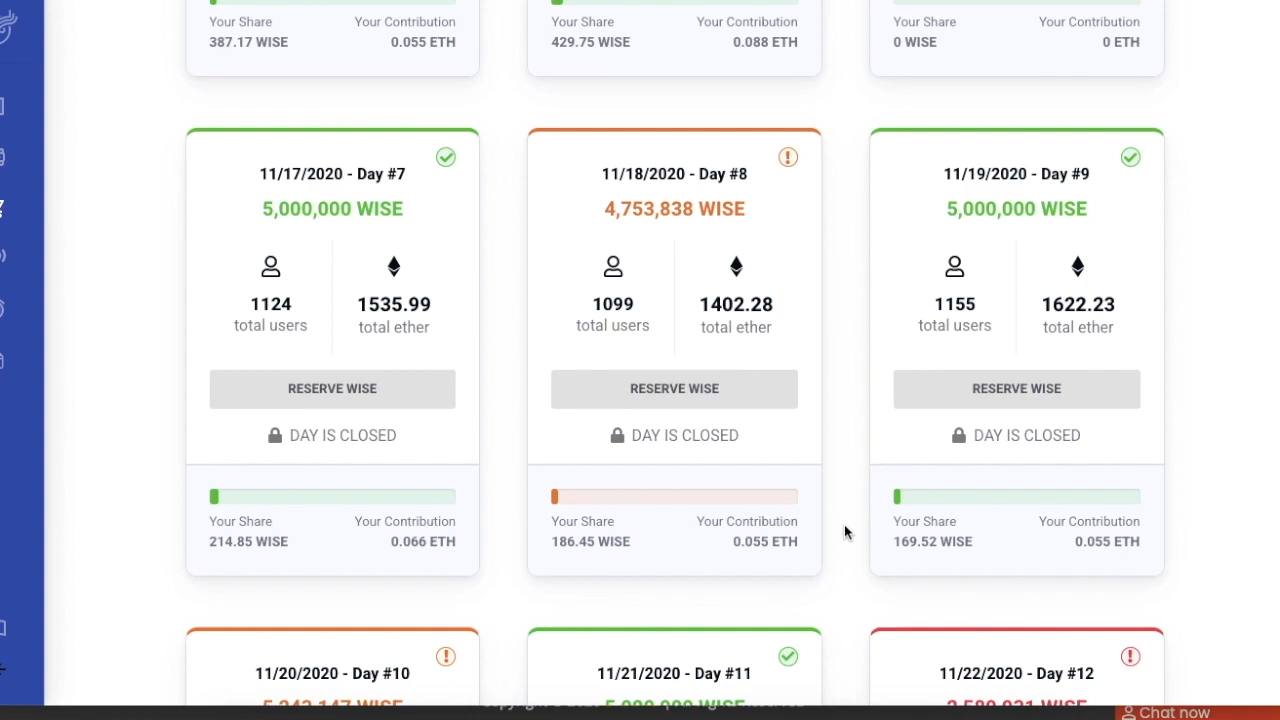 Your Share Your Contribution
387.17 WISE 0.055 ETH
Your Share Your Contribution
429.75 WISE 0.088 ETH
Your Share Your Contribution
0 WISE 0 ETH
11/17/2020 - Day #7
5,000,000 WISE
1124 1535.99
total users total ether
RESERVE WISE
DAY IS CLOSED
Your Share Your Contribution
214.85 WISE 0.066 ETH
11/18/2020 - Day #8
4,753,838 WISE
1099 1402.28
total users total ether
RESERVE WISE
DAY IS CLOSED
Your Share Your Contribution
186.45 WISE 0.055 ETH
11/19/2020 - Day #9
5,000,000 WISE
1155 1622.23
total users total ether
RESERVE WISE
DAY IS CLOSED
Your Share Your Contribution
169.52 WISE 0.055 ETH
11/20/2020 - Day #10
WISE
11/21/2020 - Day #11
5,000,000 WISE
11/22/2020 - Day #12
WISE
Chat now